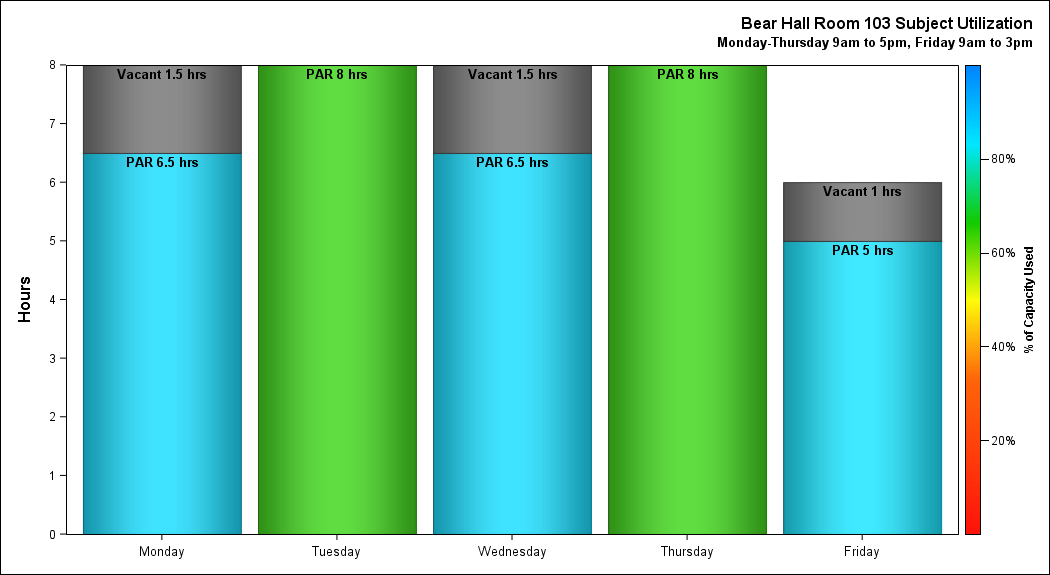 Bear Hall Room 103 Subject Utilization
Monday-Thursday 9am to 5pm, Friday 9am to 3pm
Hours
8
7
6
5
4
3
2
1
0
Vacant 1.5 hrs
PAR 6.5 hrs
PAR 8 hrs
Vacant 1.5 hrs
PAR 6.5 hrs
PAR 8 hrs
Vacant 1 hrs
PAR 5 hrs
Monday
Tuesday
Wednesday
Thursday
Friday
80%
60%
40%
20%
% of Capacity Used